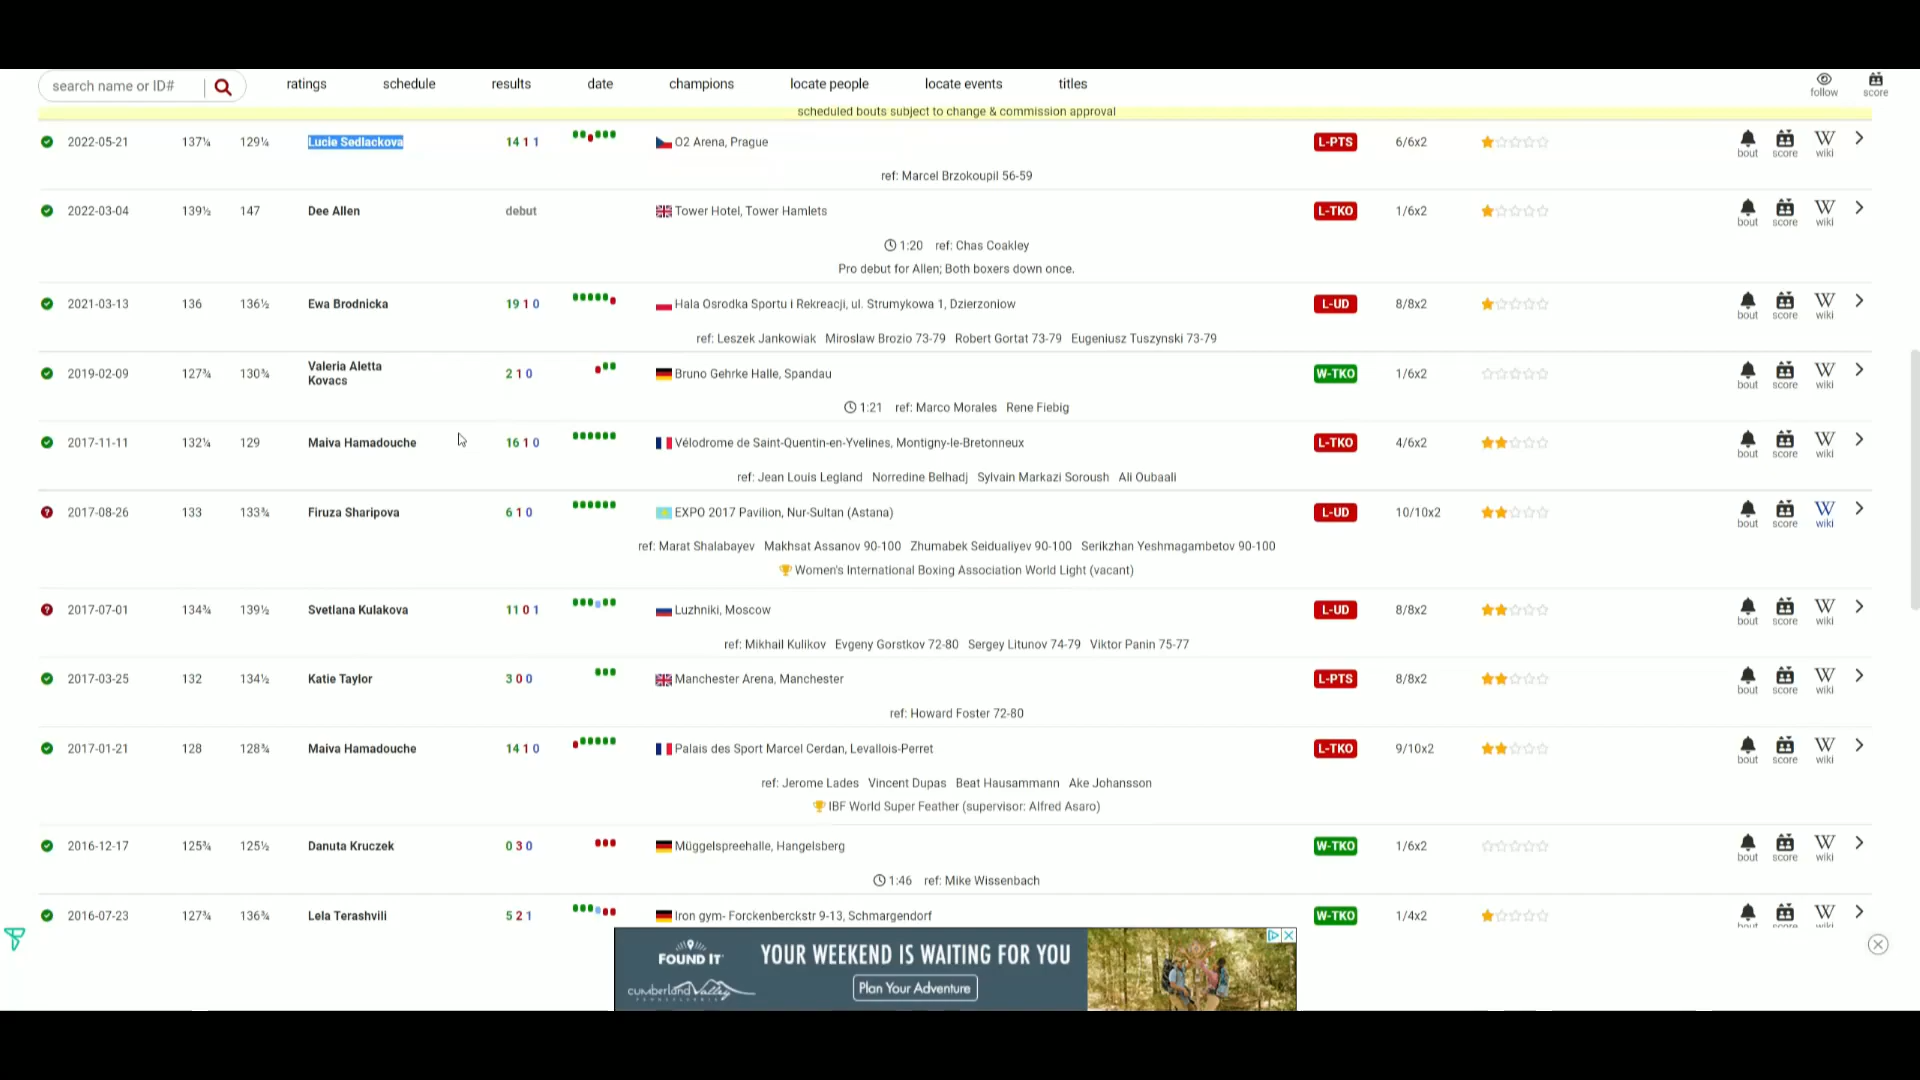 search name or ID# ratings schedule results date champions locate people locate events titles follow score
scheduled bouts subject to change & commission approval
2022-05-21 137¼ 129¼ Lucie Sedlackova 14 1 1 O2 Arena, Prague L-PTS 6/6x2 bout score W wiki
ref: Marcel Brzokoupil 56-59
2022-03-04 139½ 147 Dee Allen debut Tower Hotel, Tower Hamlets L-TKO 1/6x2 bout score W wiki
1:20 ref: Chas Coakley
Pro debut for Allen; Both boxers down once.
2021-03-13 136 136½ Ewa Brodnicka 19 1 0 Hala Osrodka Sportu i Rekreacji, ul. Strumykowa 1, Dzierzoniow L-UD 8/8x2 bout score W wiki
ref: Leszek Jankowiak Miroslaw Brozio 73-79 Robert Gortat 73-79 Eugeniusz Tuszynski 73-79
2019-02-09 127¾ 130¾ Valeria Aletta Kovacs 2 1 0 Bruno Gehrke Halle, Spandau W-TKO 1/6x2 bout score W wiki
1:21 ref: Marco Morales Rene Fiebig
2017-11-11 132¼ 129 Maiva Hamadouche 16 1 0 Vélodrome de Saint-Quentin-en-Yvelines, Montigny-le-Bretonneux L-TKO 4/6x2 bout score W wiki
ref: Jean Louis Legland Norredine Belhadj Sylvain Markazi Soroush Ali Oubaali
2017-08-26 133 133¾ Firuza Sharipova 6 1 0 EXPO 2017 Pavilion, Nur-Sultan (Astana) L-UD 10/10x2 bout score W wiki
ref: Marat Shalabayev Makhsat Assanov 90-100 Zhumabek Seidualiyev 90-100 Serikzhan Yeshmagambetov 90-100
Women's International Boxing Association World Light (vacant)
2017-07-01 134¾ 139½ Svetlana Kulakova 11 0 1 Luzhniki, Moscow L-UD 8/8x2 bout score W wiki
ref: Mikhail Kulikov Evgeny Gorstkov 72-80 Sergey Litunov 74-79 Viktor Panin 75-77
2017-03-25 132 134½ Katie Taylor 3 0 0 Manchester Arena, Manchester L-PTS 8/8x2 bout score W wiki
ref: Howard Foster 72-80
2017-01-21 128 128¾ Maiva Hamadouche 14 1 0 Palais des Sport Marcel Cerdan, Levallois-Perret L-TKO 9/10x2 bout score W wiki
ref: Jerome Lades Vincent Dupas Beat Hausammann Ake Johansson
IBF World Super Feather (supervisor: Alfred Asaro)
2016-12-17 125¾ 125½ Danuta Kruczek 0 3 0 Müggelspreehalle, Hangelsberg W-TKO 1/6x2 bout score W wiki
1:46 ref: Mike Wissenbach
2016-07-23 127¾ 136¾ Lela Terashvili 5 2 1 Iron gym- Forckenberckstr 9-13, Schmargendorf W-TKO 1/4x2 bout score W wiki
FOUND IT YOUR WEEKEND IS WAITING FOR YOU
cumberland Valley PENNSYLVANIA Plan Your Adventure